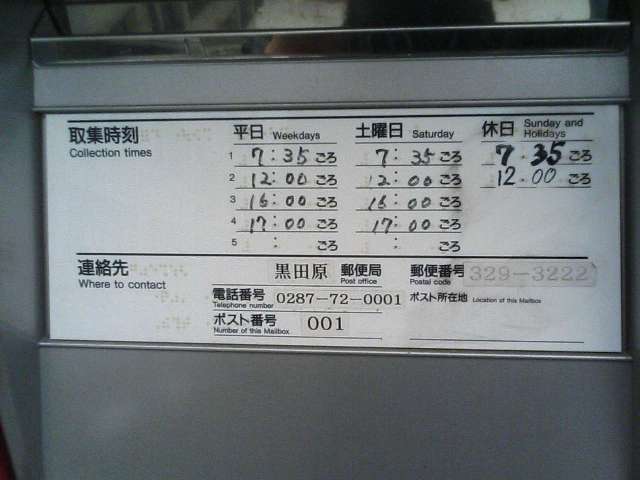 取集時刻 平日 Weekdays 土曜日 Saturday 休日 Sunday and Holidays
Collection times
1 7:35ごろ 7:35ごろ 7:35ごろ
2 12:00ごろ 12:00ごろ 12:00ごろ
3 16:00ごろ 16:00ごろ
4 17:00ごろ 17:00ごろ
5 :ごろ :ごろ
連絡先 黒田原 郵便局 郵便番号 329-3222
Where to contact Post office Postal code
電話番号 0287-72-0001 ポスト所在地 Location of this Mailbox
Telephone number
ポスト番号 001
Number of this Mailbox